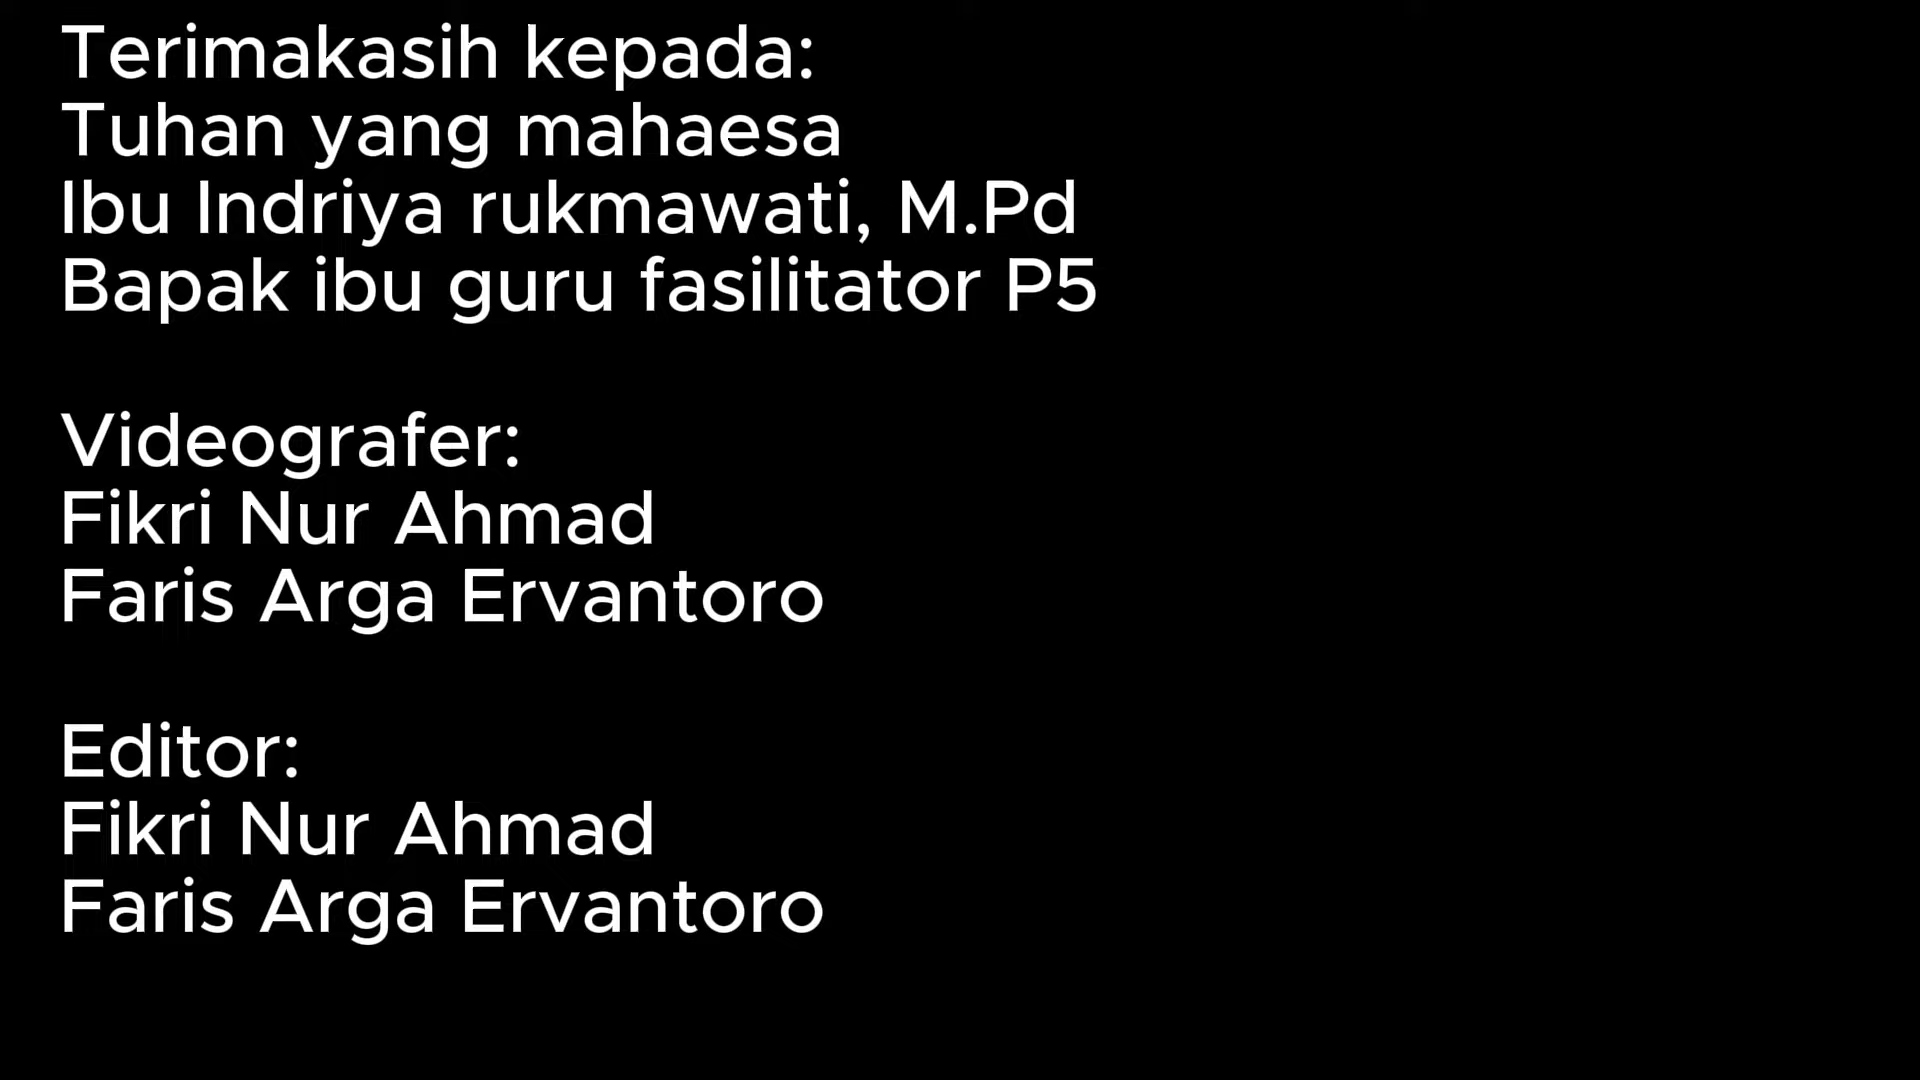 Terimakasih kepada:
Tuhan yang mahaesa
Ibu Indriya rukmawati, M.Pd
Bapak ibu guru fasilitator P5
Videografer:
Fikri Nur Ahmad
Faris Arga Ervantoro
Editor:
Fikri Nur Ahmad
Faris Arga Ervantoro